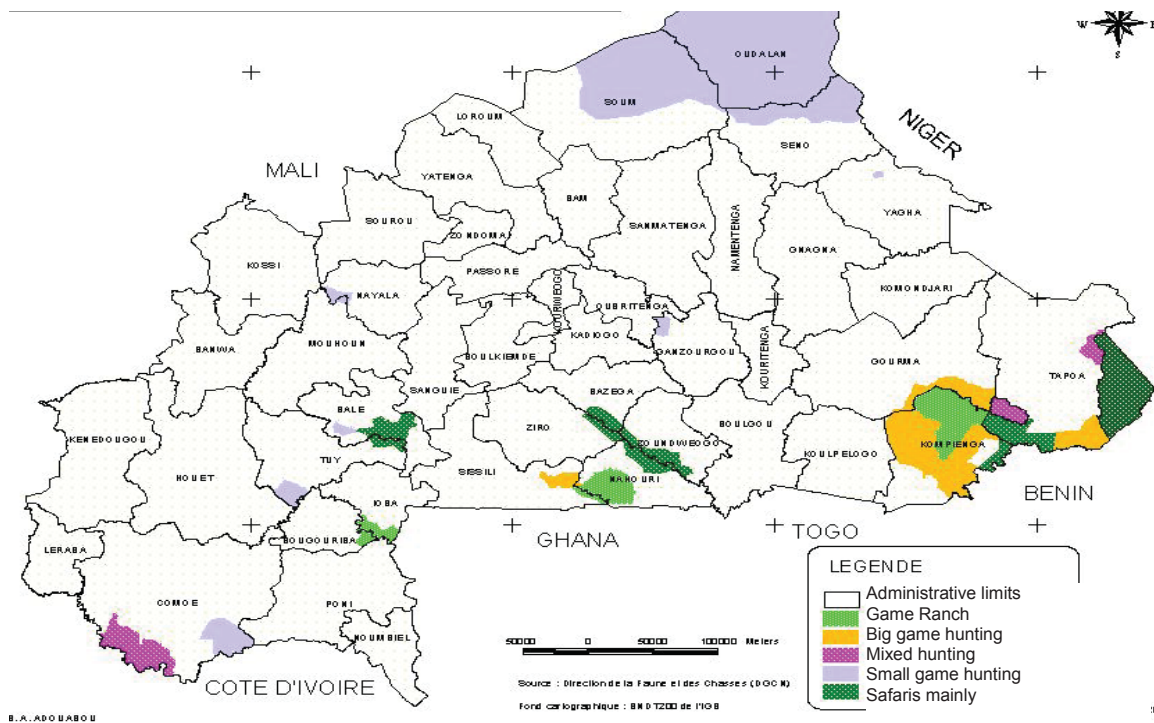 W
E
S
OUDALAN
SOUM
LOROUM
NIGER
SENO
MALI
YATENGA
BAM
YAGHA
SOUROU
SANMATENGA
NAMENTENGA
ZONDOMA
GNAGNA
KOSSI
PASSORE
KOMONDJARI
NAYALA
KOURWEOGO
OUBRITENGA
BANWA
MOUHOUN
KADIOGO
BOULKIEMDE
GANZOURGOU
KOURITENGA
GOURMA
TAPOA
SANGUIE
BAZEGA
BALE
ZIRO
BOULGOU
KENEDOUGOU
ZOUNDWEOGO
KOMPIENGA
KOULPELOGO
TUY
SISSILI
HOUET
NAHOURI
BENIN
IOBA
BOUGOURIBA
GHANA
TOGO
LERABA
COMOE
PONI
NOUMBIEL
COTE D'IVOIRE
50000 0 50000 100000 Meters
Source : Direction de la Faune et des Chasses (DGCN)
Fond cartographique : BNDT200 de l'IGB
B.A.ADOUABOU
LEGENDE
Administrative limits
Game Ranch
Big game hunting
Mixed hunting
Small game hunting
Safaris mainly